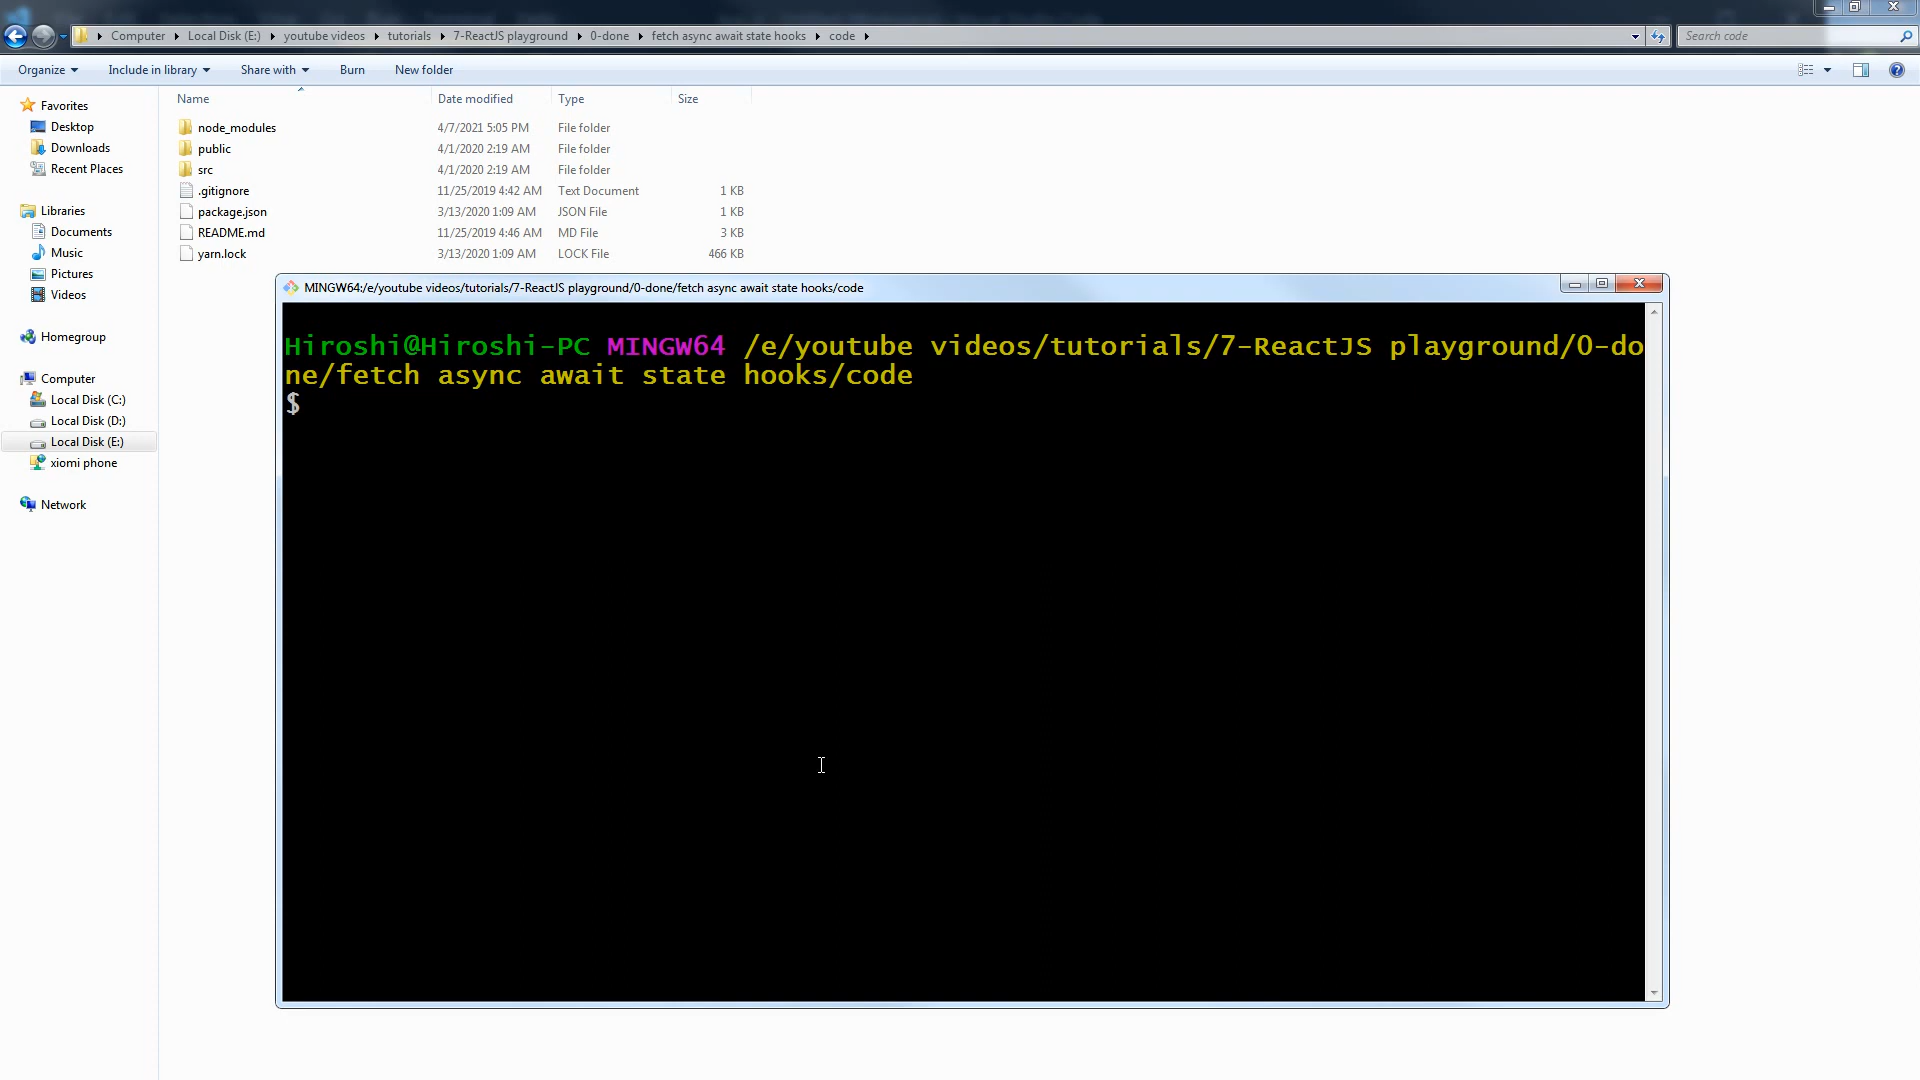 Computer Local Disk (E:) youtube videos tutorials 7-ReactJS playground 0-done fetch async await state hooks code Search code
Organize Include in library Share with Burn New folder
Name Date modified Type Size
Favorites
Desktop
Downloads
Recent Places
Libraries
Documents
Music
Pictures
Videos
Homegroup
Computer
Local Disk (C:)
Local Disk (D:)
Local Disk (E:)
xiomi phone
Network
node_modules 4/7/2021 5:05 PM File folder
public 4/1/2020 2:19 AM File folder
src 4/1/2020 2:19 AM File folder
.gitignore 11/25/2019 4:42 AM Text Document 1 KB
package.json 3/13/2020 1:09 AM JSON File 1 KB
README.md 11/25/2019 4:46 AM MD File 3 KB
yarn.lock 3/13/2020 1:09 AM LOCK File 466 KB
MINGW64:/e/youtube videos/tutorials/7-ReactJS playground/0-done/fetch async await state hooks/code
Hiroshi@Hiroshi-PC MINGW64 /e/youtube videos/tutorials/7-ReactJS playground/0-do
ne/fetch async await state hooks/code
$